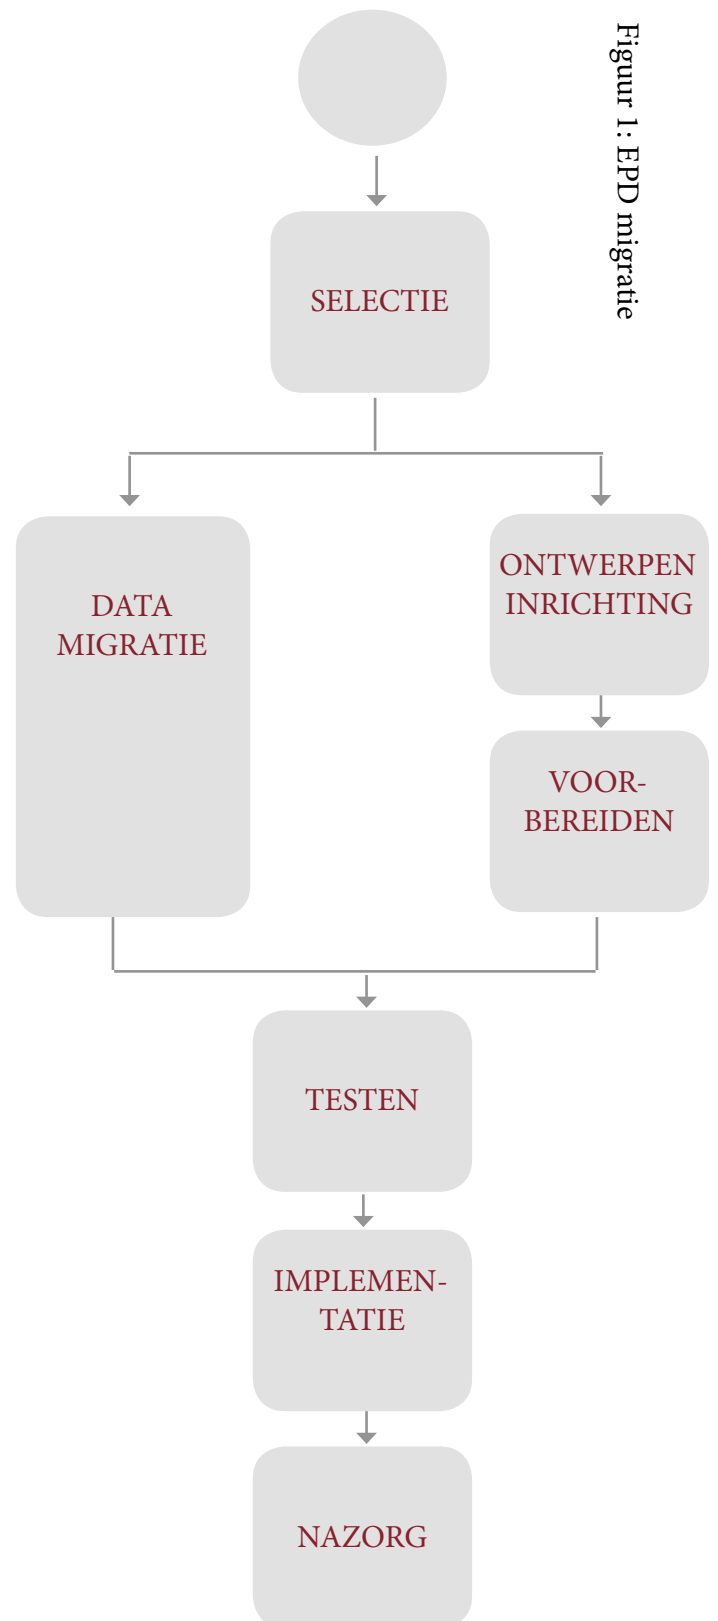 Figuur 1: EPD migratie
SELECTIE
DATA
MIGRATIE
ONTWERPEN
INRICHTING
VOOR-
BEREIDEN
TESTEN
IMPLEMEN-
TATIE
NAZORG